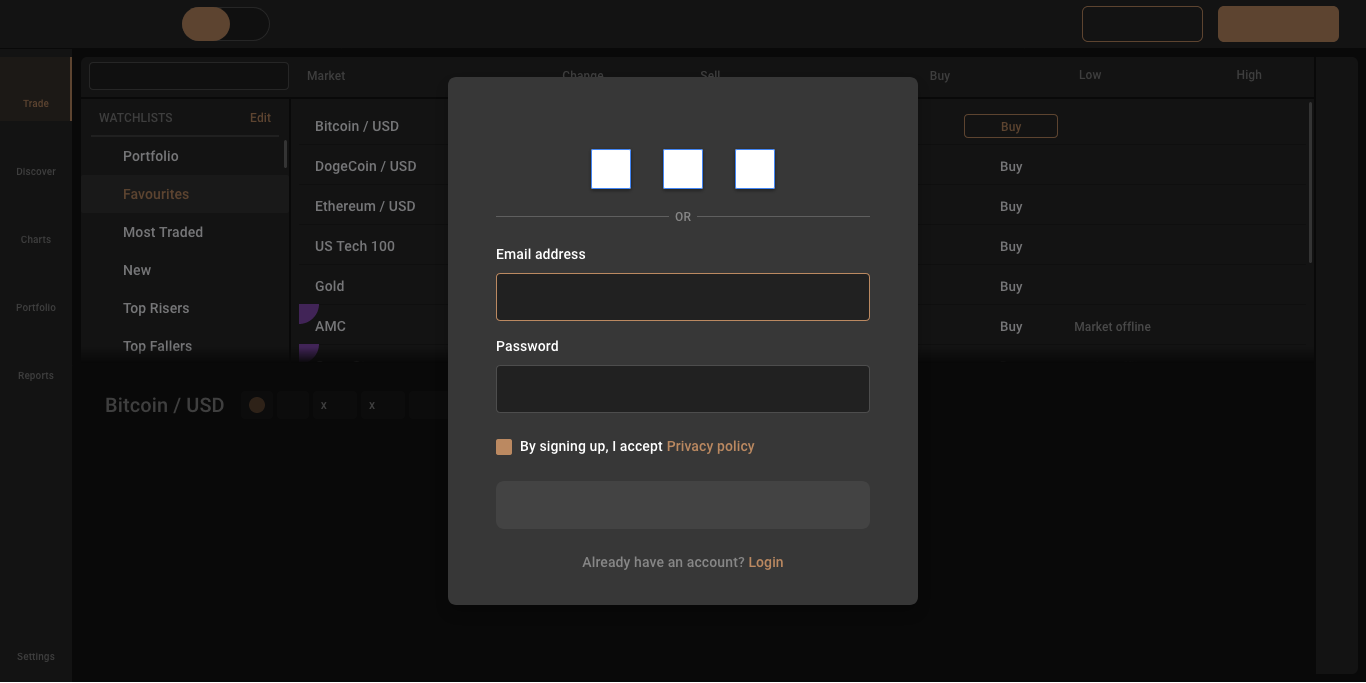 Market Change Sell Buy Low High
Trade
WATCHLISTS Edit
Discover
Charts
Portfolio
Reports
Settings
Portfolio
Favourites
Most Traded
New
Top Risers
Top Fallers
Bitcoin / USD Buy
DogeCoin / USD Buy
Ethereum / USD Buy
US Tech 100 Buy
Gold Buy
AMC Buy Market offline
Bitcoin / USD x x
OR
Email address
Password
By signing up, I accept Privacy policy
Already have an account? Login